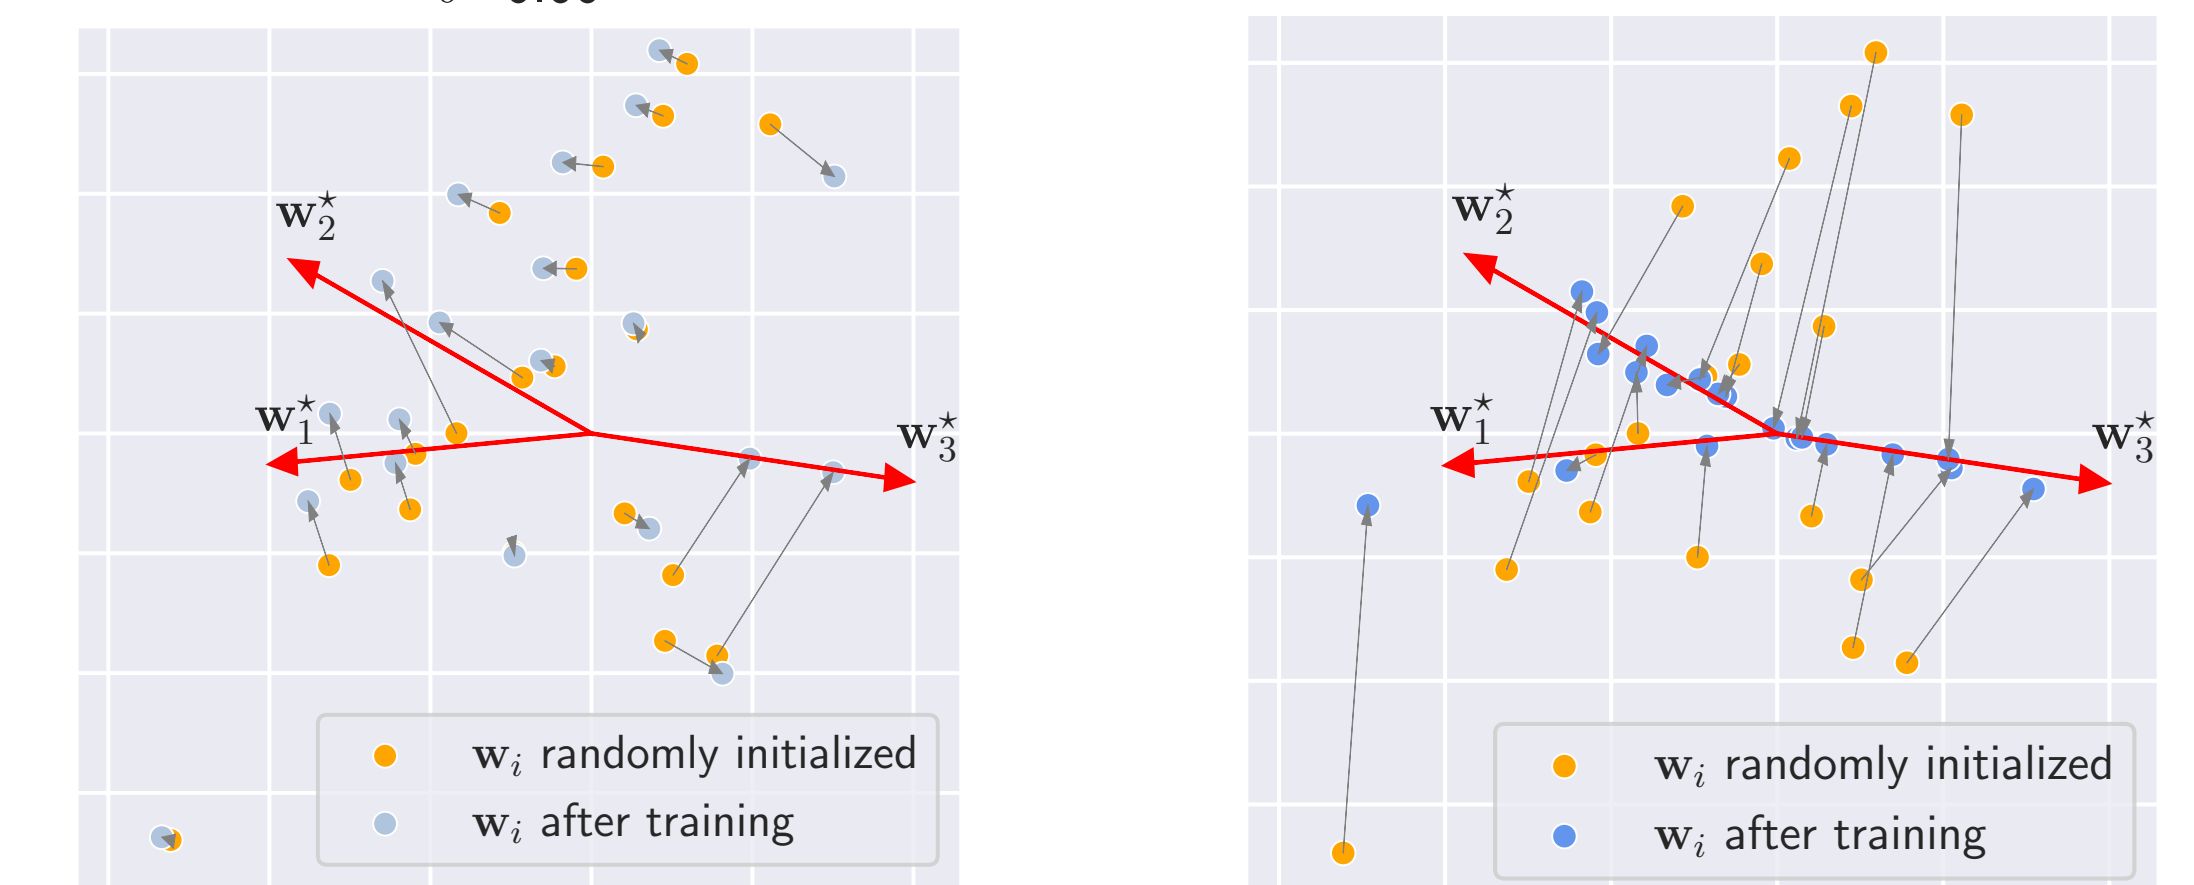 w₂*
w₁*
w₃*
wᵢ randomly initialized
wᵢ after training
w₂*
w₁*
w₃*
wᵢ randomly initialized
wᵢ after training